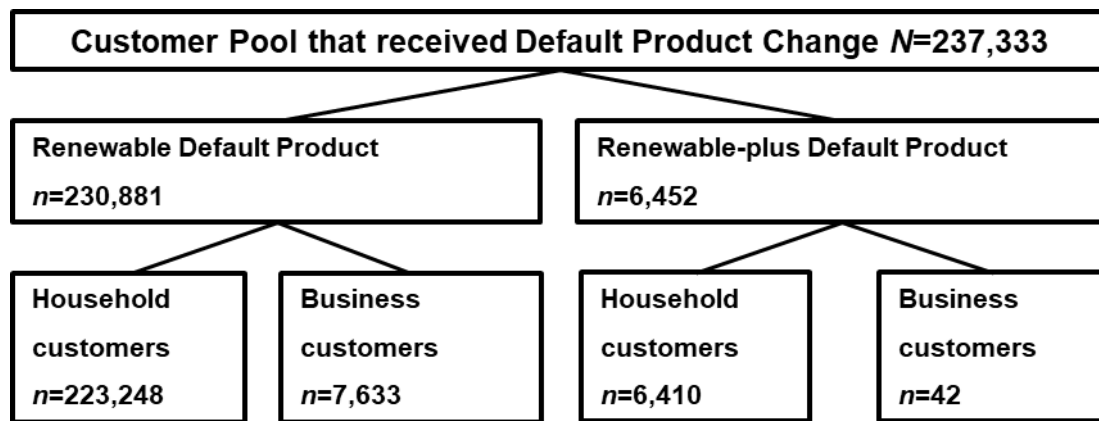 Customer Pool that received Default Product Change N=237,333
Renewable Default Product
n=230,881
Renewable-plus Default Product
n=6,452
Household
customers
n=223,248
Business
customers
n=7,633
Household
customers
n=6,410
Business
customers
n=42